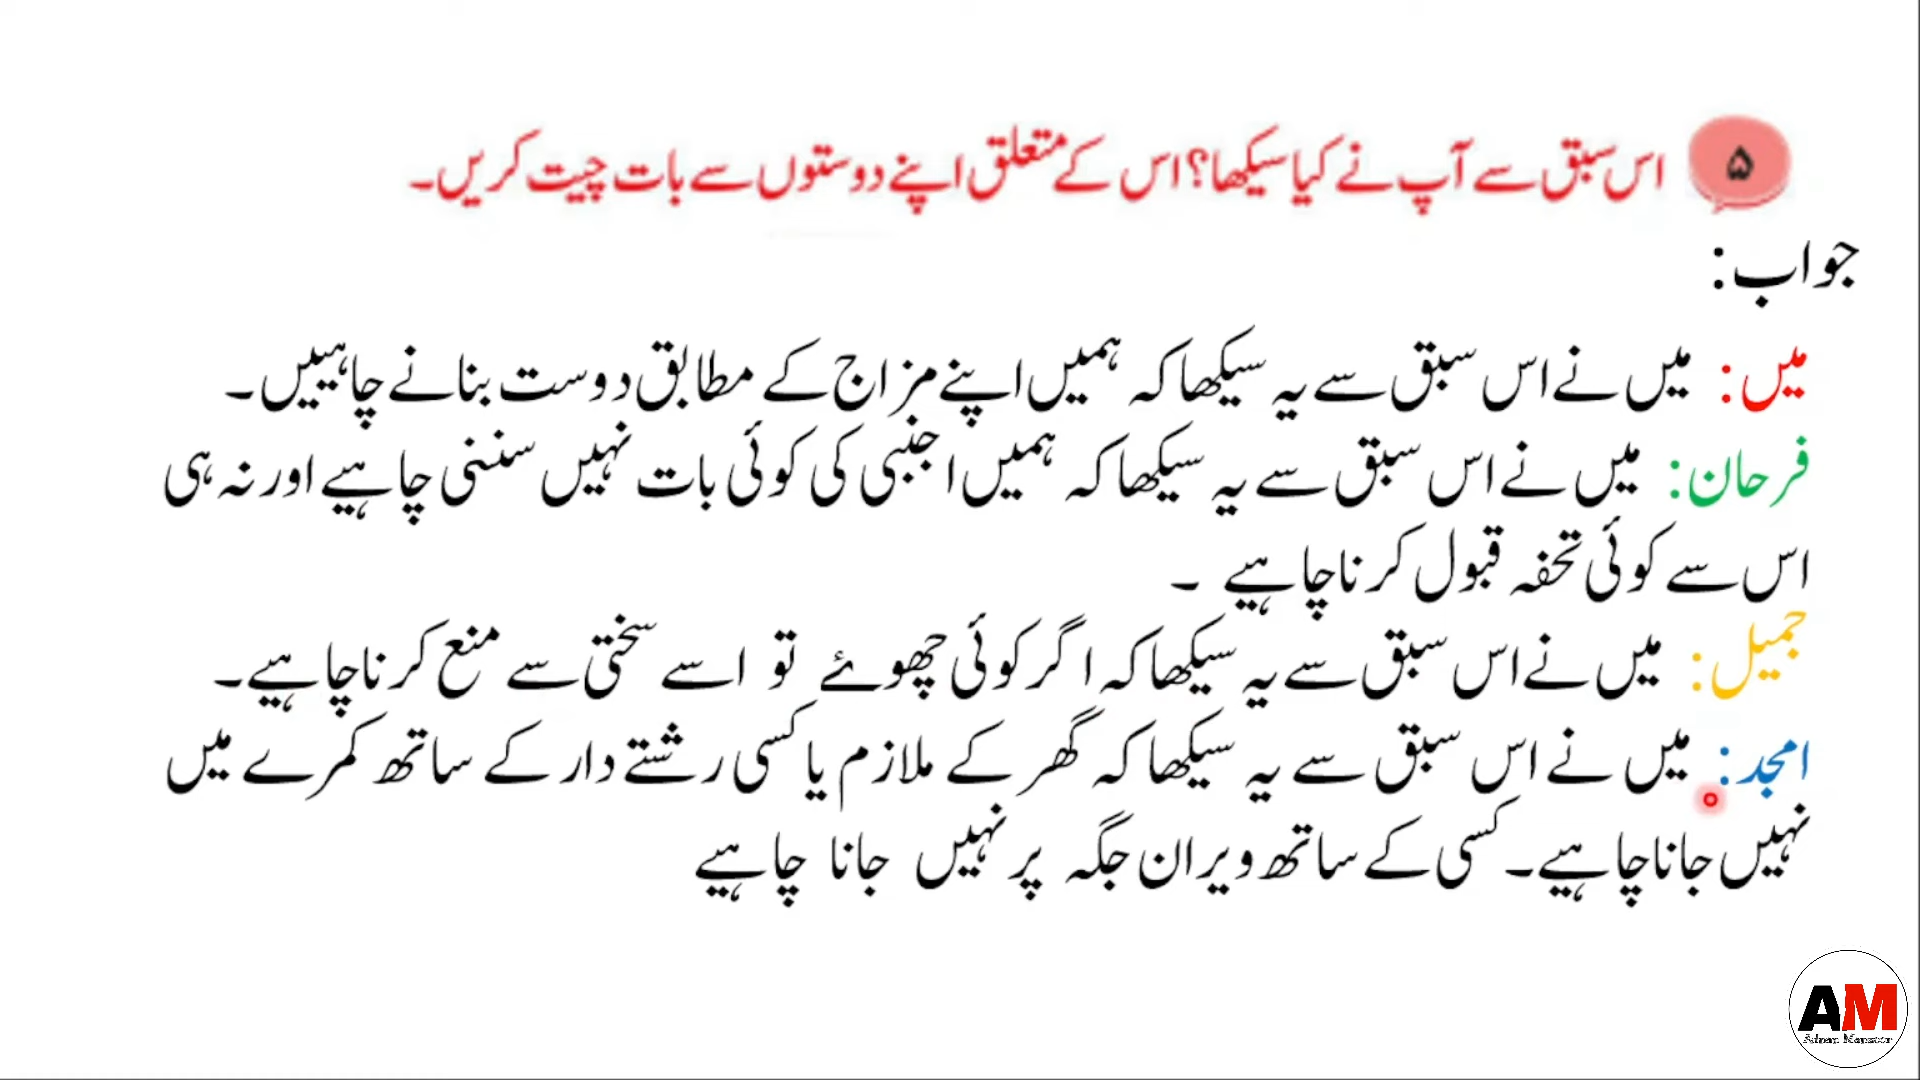 ۵ اس سبق سے آپ نے کیا سیکھا؟ اس کے متعلق اپنے دوستوں سے بات چیت کریں۔
جواب:
میں: میں نے اس سبق سے یہ سیکھا کہ ہمیں اپنے مزاج کے مطابق دوست بنانے چاہییں۔
فرحان: میں نے اس سبق سے یہ سیکھا کہ ہمیں اجنبی کی کوئی بات نہیں سننی چاہیے اور نہ ہی
اس سے کوئی تحفہ قبول کرنا چاہیے ۔
جمیل: میں نے اس سبق سے یہ سیکھا کہ اگر کوئی چھوئے تو اسے سختی سے منع کرنا چاہیے۔
امجد: میں نے اس سبق سے یہ سیکھا کہ گھر کے ملازم یا کسی رشتے دار کے ساتھ کمرے میں
نہیں جانا چاہیے۔ کسی کے ساتھ ویران جگہ پر نہیں جانا چاہیے
AM
Adnan Mansoor